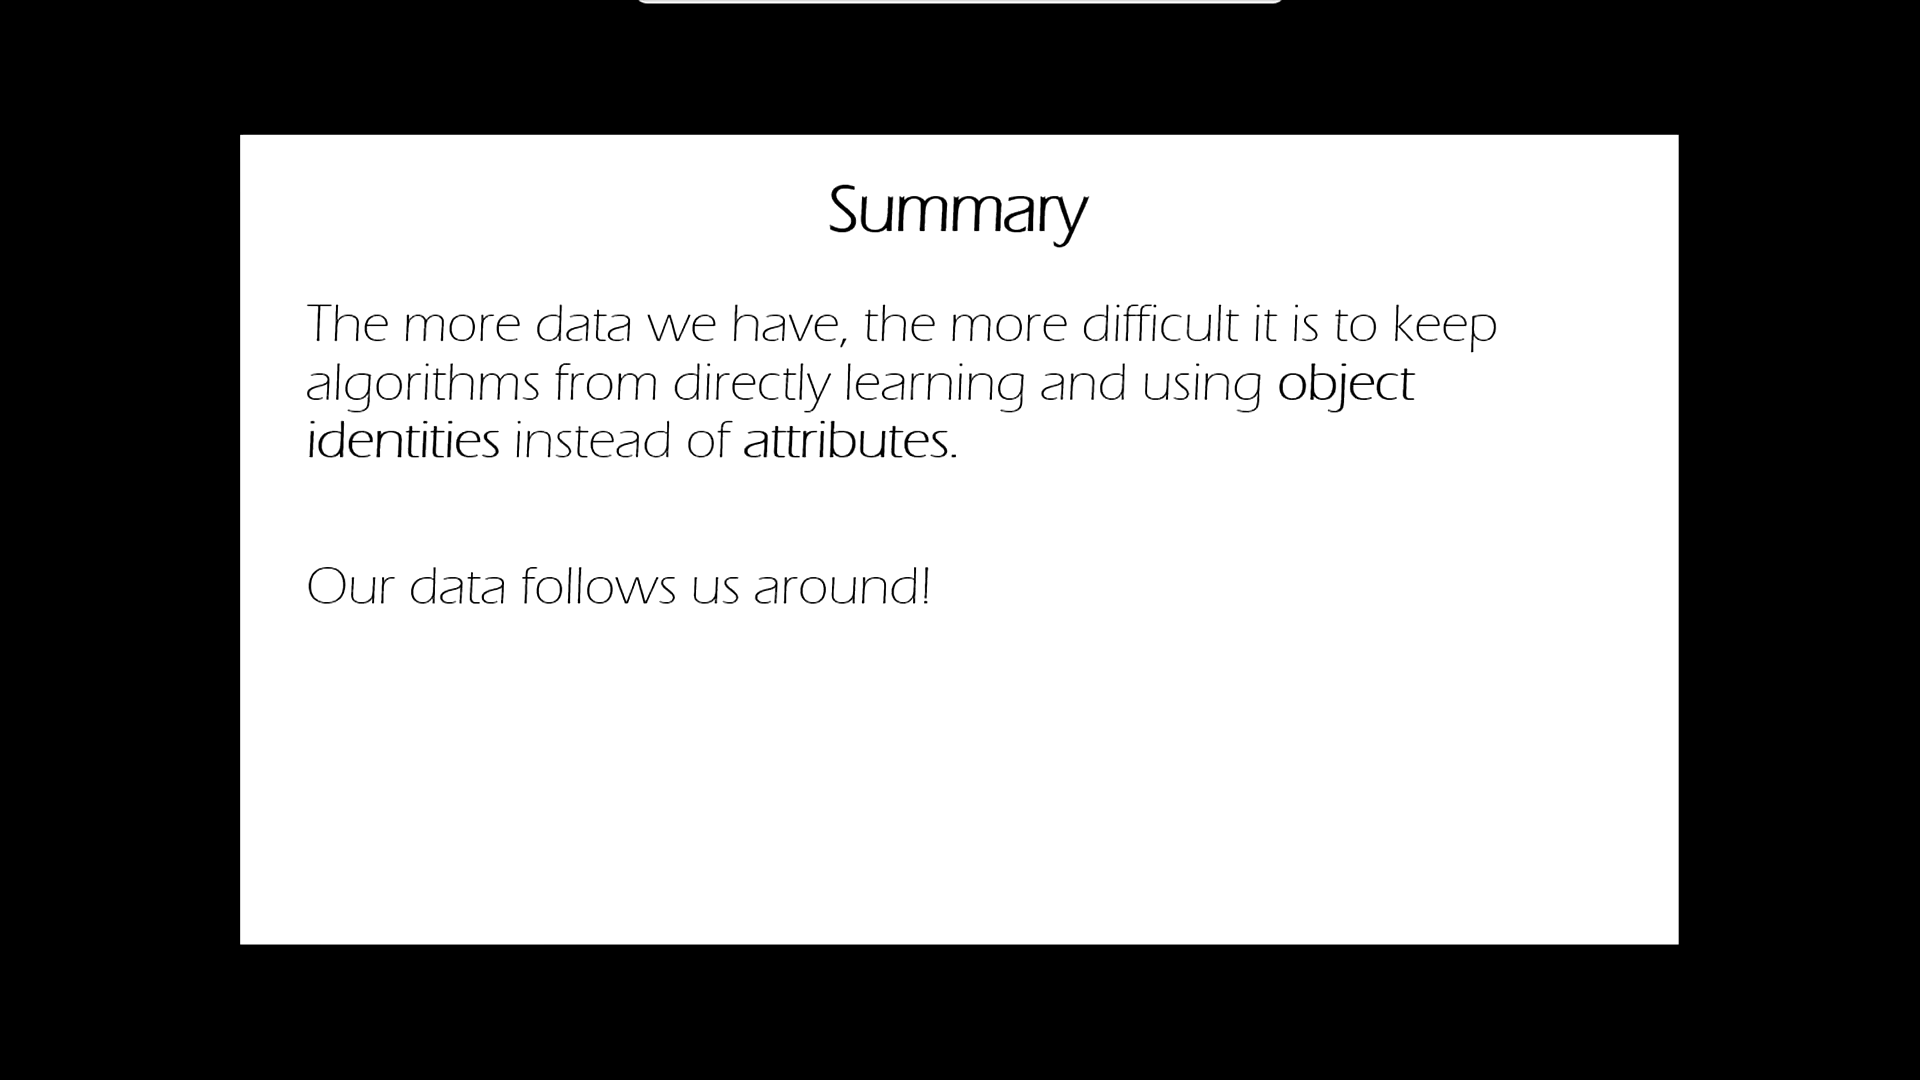 Summary
The more data we have, the more difficult it is to keep
algorithms from directly learning and using object
identities instead of attributes.
Our data follows us around!